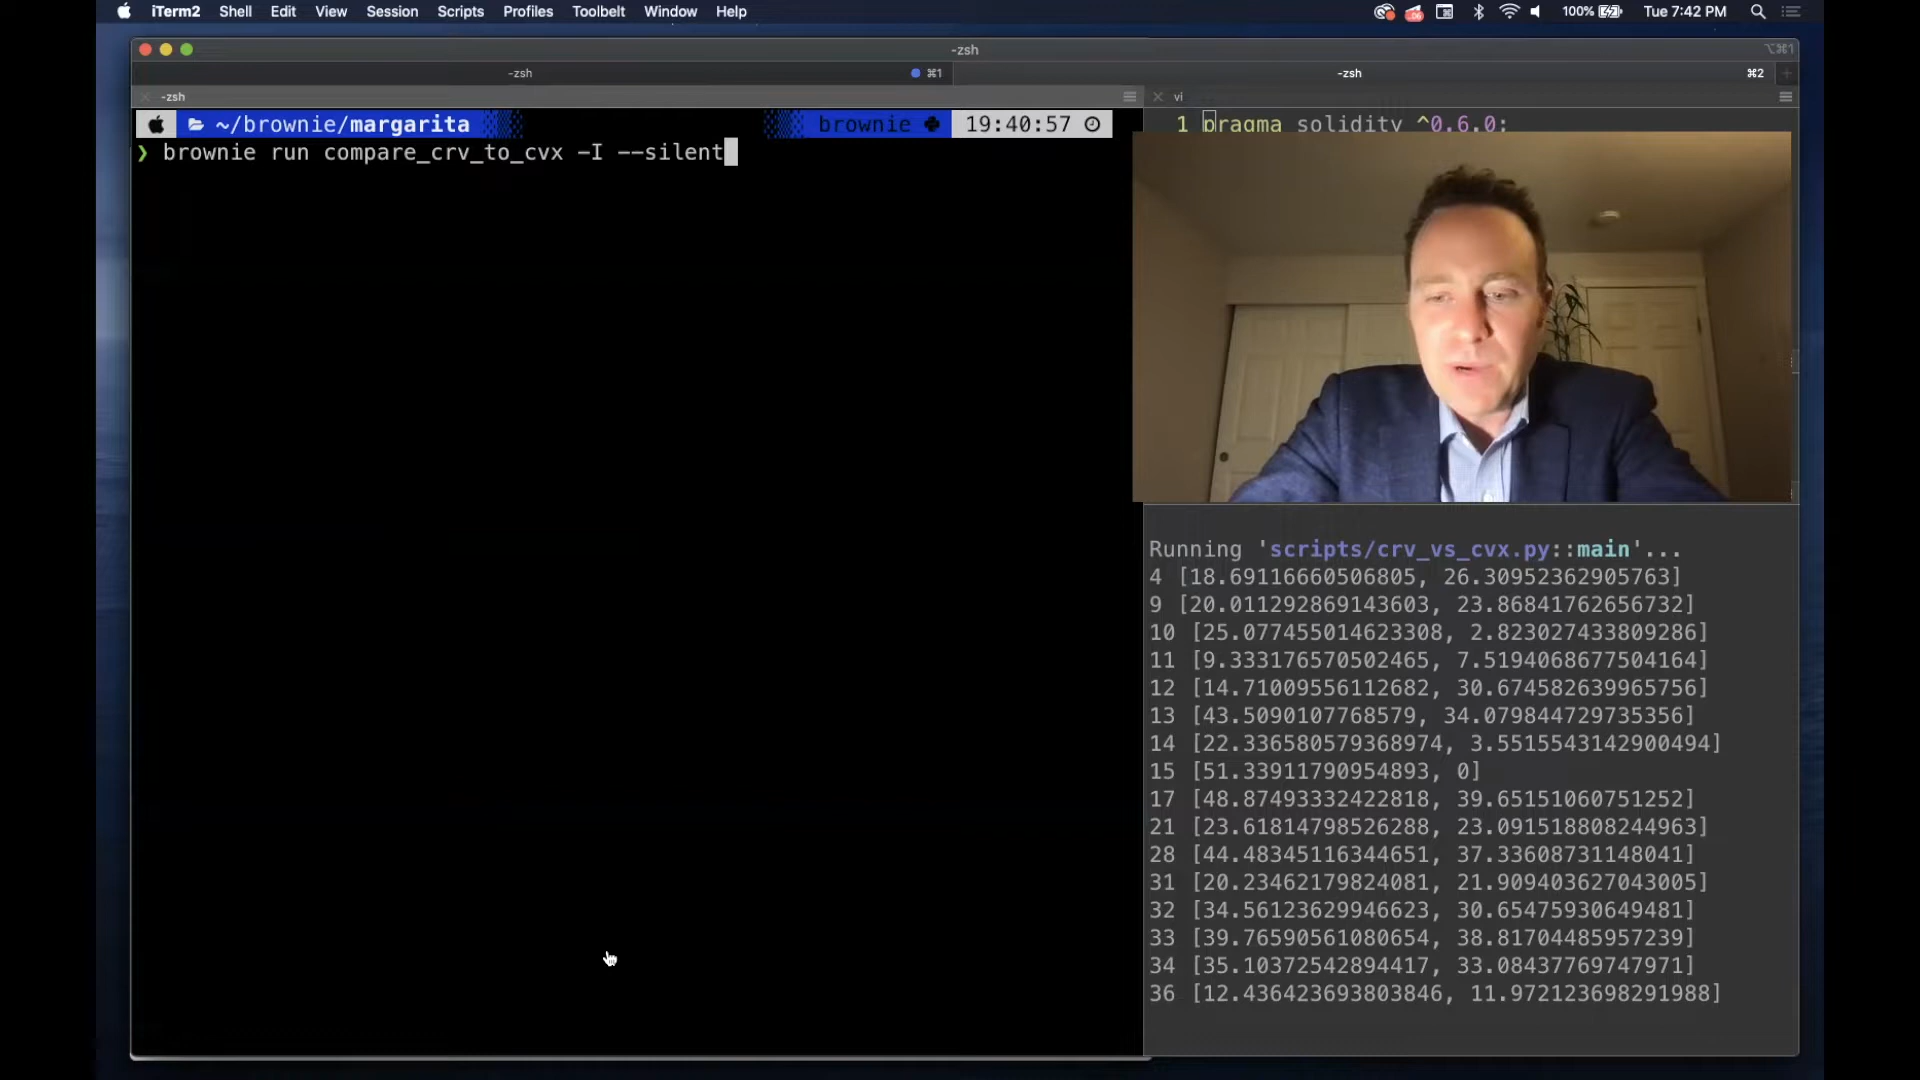 iTerm2 Shell Edit View Session Scripts Profiles Toolbelt Window Help 100% Tue 7:42 PM
-zsh ⌥⌘1
-zsh ⌘1 -zsh ⌘2
-zsh
vi
~/brownie/margarita brownie 19:40:57
❯ brownie run compare_crv_to_cvx -I --silent
1 pragma solidity ^0.6.0;
Running 'scripts/crv_vs_cvx.py::main'...
4 [18.69116660506805, 26.30952362905763]
9 [20.011292869143603, 23.86841762656732]
10 [25.077455014623308, 2.823027433809286]
11 [9.333176570502465, 7.5194068677504164]
12 [14.71009556112682, 30.674582639965756]
13 [43.5090107768579, 34.079844729735356]
14 [22.336580579368974, 3.5515543142900494]
15 [51.33911790954893, 0]
17 [48.87493332422818, 39.65151060751252]
21 [23.61814798526288, 23.091518808244963]
28 [44.48345116344651, 37.33608731148041]
31 [20.23462179824081, 21.909403627043005]
32 [34.56123629946623, 30.65475930649481]
33 [39.76590561080654, 38.81704485957239]
34 [35.10372542894417, 33.08437769747971]
36 [12.436423693803846, 11.972123698291988]